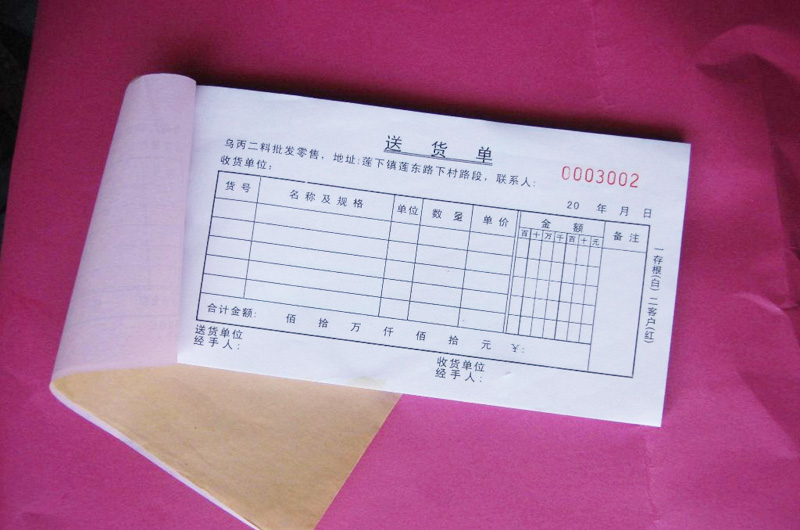 送货单
乌丙二料批发零售，地址:莲下镇莲东路下村路段，联系人:
0003002
收货单位:
20 年 月 日
货号 名称及规格 单位 数量 单价 金额 备注
百十万千百十元
合计金额: 佰 拾 万 仟 佰 拾 元 ¥:
送货单位
经手人:
收货单位
经手人:
一存根(白) 二客户(红)